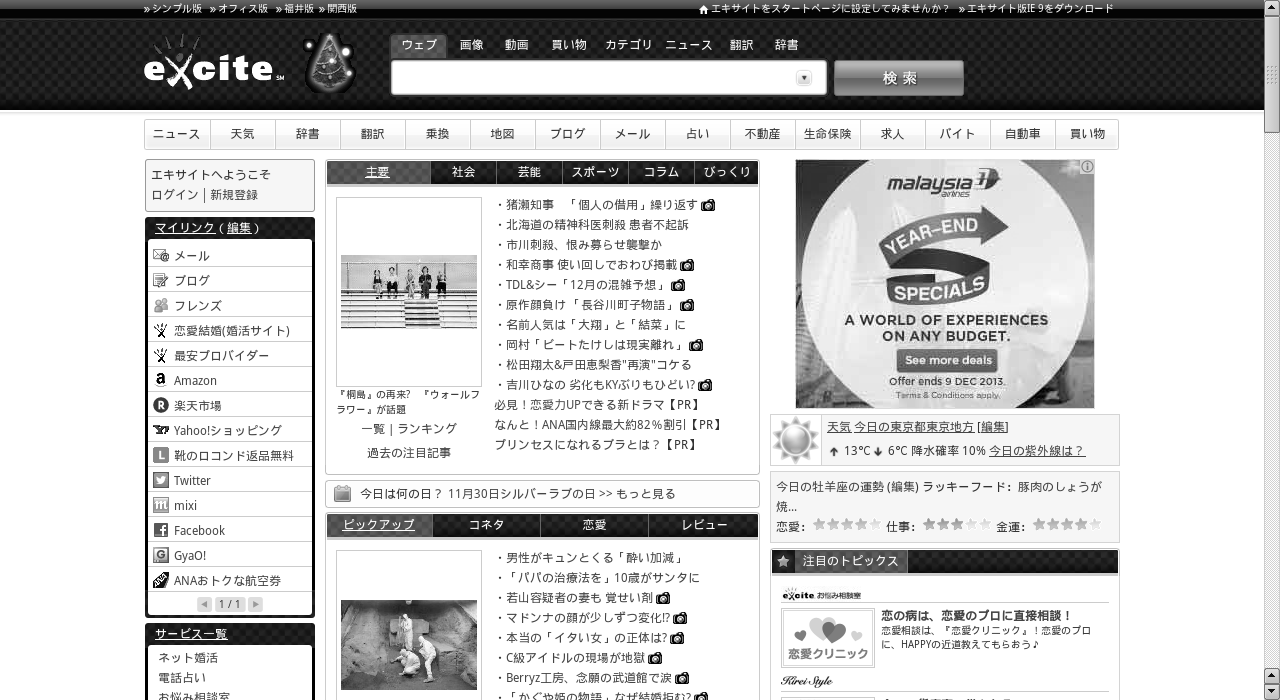 シンプル版 オフィス版 福井版 関西版
エキサイトをスタートページに設定してみませんか? エキサイト版IE 9をダウンロード
excite SM
ウェブ 画像 動画 買い物 カテゴリ ニュース 翻訳 辞書
検索
ニュース 天気 辞書 翻訳 乗換 地図 ブログ メール 占い 不動産 生命保険 求人 バイト 自動車 買い物
エキサイトへようこそ
ログイン | 新規登録
マイリンク ( 編集 )
メール
ブログ
フレンズ
恋愛結婚(婚活サイト)
最安プロバイダー
Amazon
楽天市場
Yahoo!ショッピング
靴のロコンド返品無料
Twitter
mixi
Facebook
GyaO!
ANAおトクな航空券
1 / 1
サービス一覧
ネット婚活
電話占い
お悩み相談室
主要 社会 芸能 スポーツ コラム びっくり
『桐島』の再来? 『ウォールフ
ラワー』が話題
一覧 | ランキング
過去の注目記事
・猪瀬知事 「個人の借用」繰り返す
・北海道の精神科医刺殺 患者不起訴
・市川刺殺、恨み募らせ襲撃か
・和幸商事 使い回しでおわび掲載
・TDL&シー「12月の混雑予想」
・原作顔負け「長谷川町子物語」
・名前人気は「大翔」と「結菜」に
・岡村「ビートたけしは現実離れ」
・松田翔太&戸田恵梨香"再演"コケる
・吉川ひなの 劣化もKYぶりもひどい?
必見!恋愛力UPできる新ドラマ【PR】
なんと!ANA国内線最大約82%割引【PR】
プリンセスになれるブラとは?【PR】
今日は何の日? 11月30日シルバーラブの日 >> もっと見る
ピックアップ コネタ 恋愛 レビュー
・男性がキュンとくる「酔い加減」
・「パパの治療法を」10歳がサンタに
・若山容疑者の妻も 覚せい剤
・マドンナの顔が少しずつ変化!?
・本当の「イタい女」の正体は?
・C級アイドルの現場が地獄
・Berryz工房、念願の武道館で涙
・「かぐや姫の物語」なぜ結婚拒む?
malaysia
airlines
YEAR-END
SPECIALS
A WORLD OF EXPERIENCES
ON ANY BUDGET.
See more deals
Offer ends 9 DEC 2013.
Terms & Conditions apply.
天気 今日の東京都東京地方 [編集]
13℃ 6℃ 降水確率 10% 今日の紫外線は?
今日の牡羊座の運勢 (編集) ラッキーフード: 豚肉のしょうが
焼...
恋愛: 仕事: 金運:
注目のトピックス
excite お悩み相談室
恋愛クリニック
恋の病は、恋愛のプロに直接相談!
恋愛相談は、『恋愛クリニック』!恋愛のプロ
に、HAPPYの近道教えてもらおう♪
Kirei Style